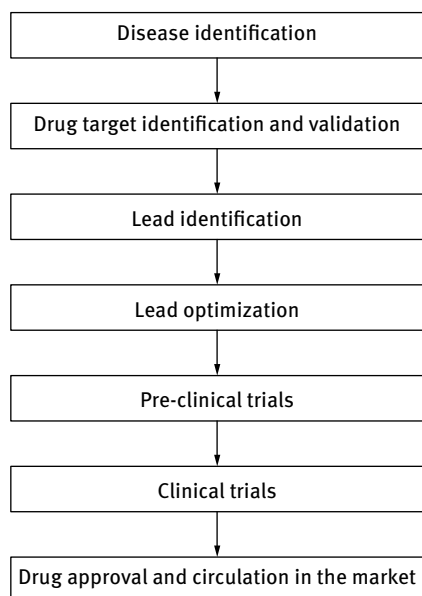 Disease identification
Drug target identification and validation
Lead identification
Lead optimization
Pre-clinical trials
Clinical trials
Drug approval and circulation in the market